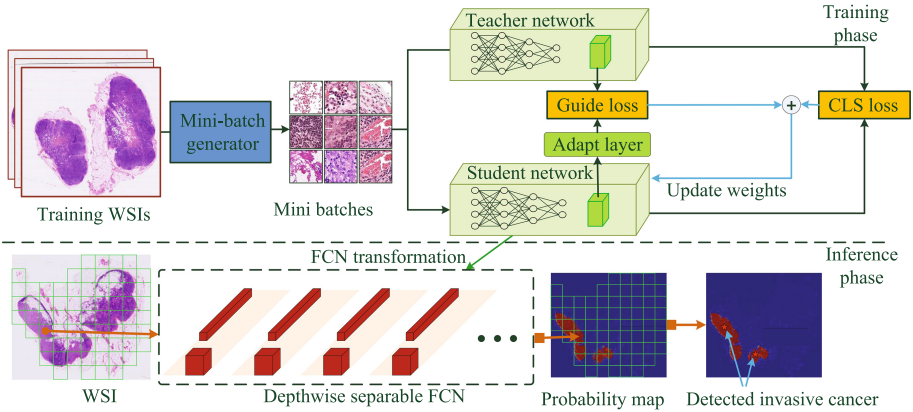 Teacher network
Training
phase
Mini-batch
generator
Guide loss
+
CLS loss
Adapt layer
Student network
Update weights
Training WSIs
Mini batches
FCN transformation
Inference
phase
WSI
Depthwise separable FCN
Probability map
Detected invasive cancer